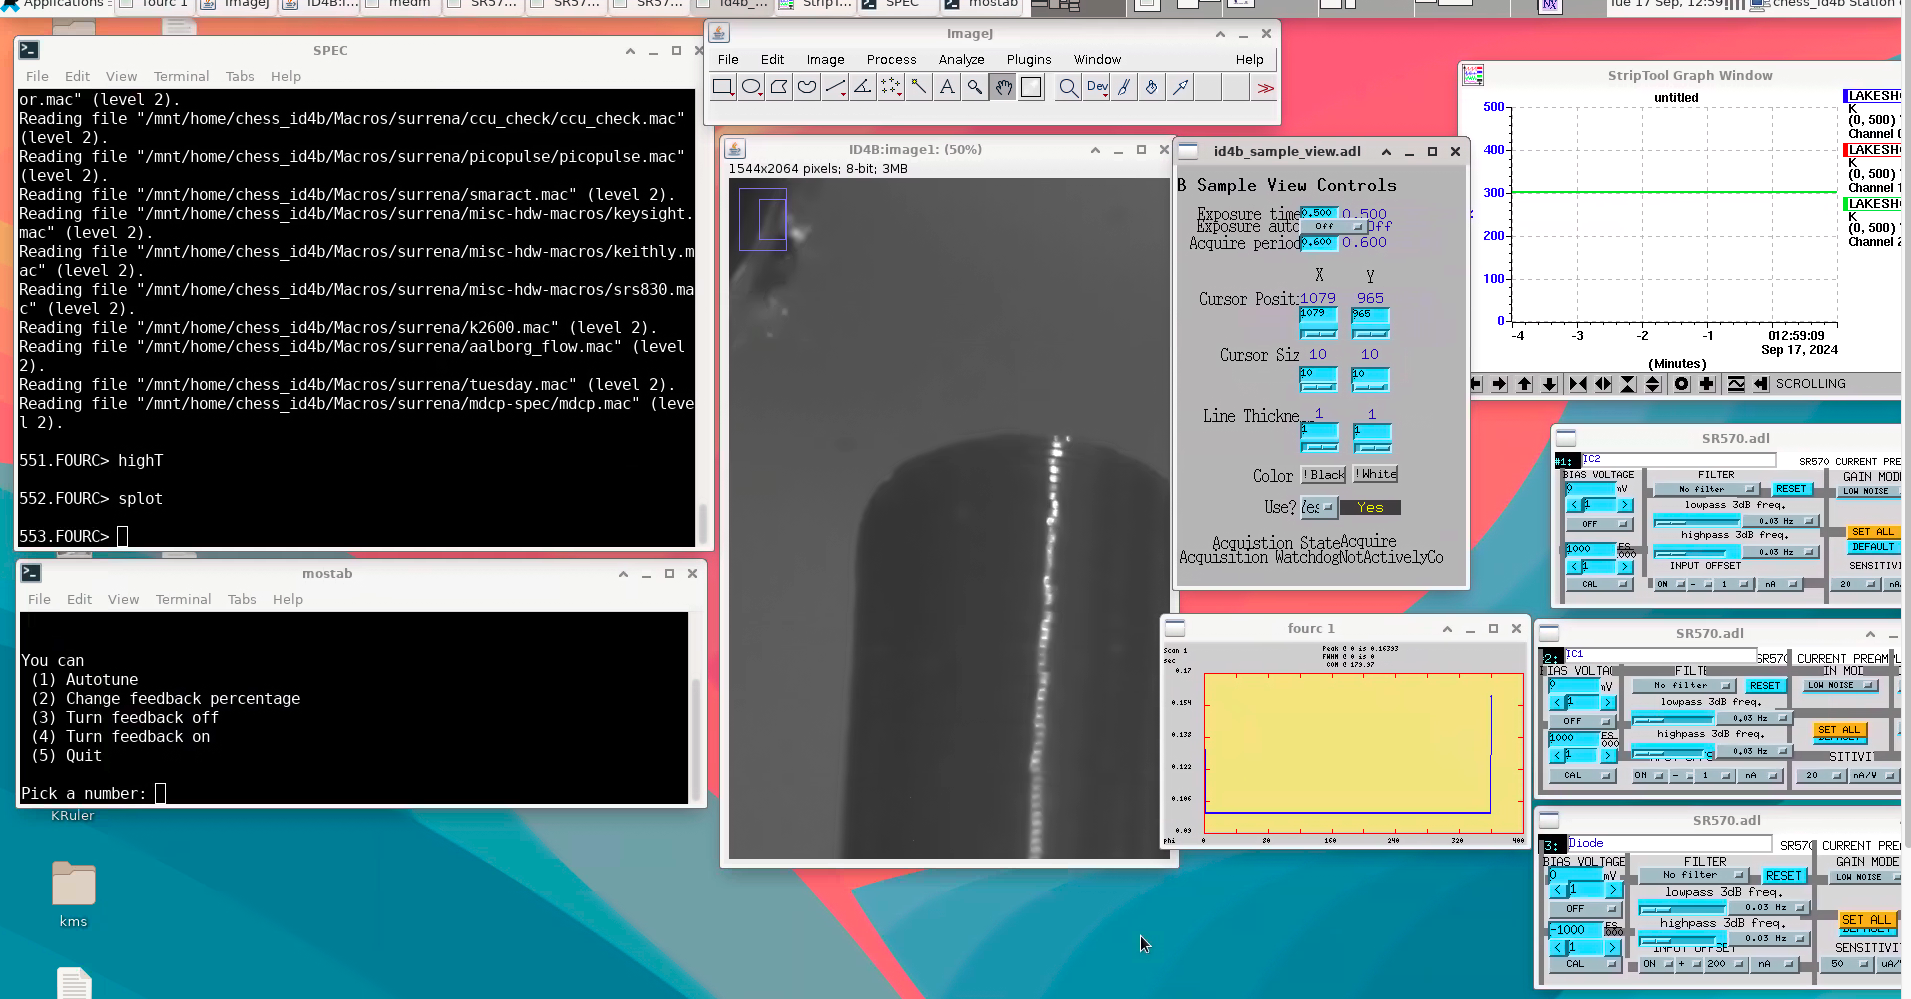 Applications
fourc 1
ImageJ
ID4B:i...
medm
SR57...
SR57...
SR57...
id4b_...
StripT...
SPEC
mostab
Tue 17 Sep, 12:59
chess_id4b Station
SPEC
File Edit View Terminal Tabs Help
or.mac" (level 2).
Reading file "/mnt/home/chess_id4b/Macros/surrena/ccu_check/ccu_check.mac"
(level 2).
Reading file "/mnt/home/chess_id4b/Macros/surrena/picopulse/picopulse.mac"
(level 2).
Reading file "/mnt/home/chess_id4b/Macros/surrena/smaract.mac" (level 2).
Reading file "/mnt/home/chess_id4b/Macros/surrena/misc-hdw-macros/keysight.
mac" (level 2).
Reading file "/mnt/home/chess_id4b/Macros/surrena/misc-hdw-macros/keithly.m
ac" (level 2).
Reading file "/mnt/home/chess_id4b/Macros/surrena/misc-hdw-macros/srs830.ma
c" (level 2).
Reading file "/mnt/home/chess_id4b/Macros/surrena/k2600.mac" (level 2).
Reading file "/mnt/home/chess_id4b/Macros/surrena/aalborg_flow.mac" (level
2).
Reading file "/mnt/home/chess_id4b/Macros/surrena/tuesday.mac" (level 2).
Reading file "/mnt/home/chess_id4b/Macros/surrena/mdcp-spec/mdcp.mac" (leve
l 2).
551.FOURC> highT
552.FOURC> splot
553.FOURC>
mostab
File Edit View Terminal Tabs Help
You can
(1) Autotune
(2) Change feedback percentage
(3) Turn feedback off
(4) Turn feedback on
(5) Quit
Pick a number:
KRuler
kms
ImageJ
File Edit Image Process Analyze Plugins Window Help
A Dev
ID4B:image1: (50%)
1544x2064 pixels; 8-bit; 3MB
id4b_sample_view.adl
B Sample View Controls
Exposure time 0.500 0.500
Exposure auto Off Off
Acquire period 0.600 0.600
X Y
Cursor Posit: 1079 965
1079 965
Cursor Siz 10 10
10 10
Line Thickne 1 1
1 1
Color !Black !White
Use? Yes Yes
Acquistion State Acquire
Acquisition WatchdogNotActivelyCo
fourc 1
Scan 1
sec
Peak @ 0 is 0.16393
FWHM @ 0 is 0
COM @ 179.97
0.17
0.154
0.138
0.122
0.106
0.09
phi 0 80 160 240 320 400
StripTool Graph Window
untitled
500
400
300
200
100
0
-4 -3 -2 -1 0 12:59:09
Sep 17, 2024
(Minutes)
SCROLLING
LAKESH
K
(0, 500)
Channel 0
LAKESH
K
(0, 500)
Channel 1
LAKESH
K
(0, 500)
Channel 2
SR570.adl
#1: IC2 SR570 CURRENT PRE
BIAS VOLTAGE FILTER GAIN MODE
0 mV No filter RESET LOW NOISE
1 lowpass 3dB freq.
OFF 0.03 Hz SET ALL
highpass 3dB freq. DEFAULT
1000 0.03 Hz
1 INPUT OFFSET SENSITIVI
CAL ON - 1 nA 20 nA
SR570.adl
2: IC1 SR570 CURRENT PREAMPL
BIAS VOLTAG FILTE IN MOD
0 mV No filter RESET LOW NOISE
1 lowpass 3dB freq.
OFF 0.03 Hz SET ALL
highpass 3dB freq.
1000 0.03 Hz
1 SITIVI
CAL ON - 1 nA 20 nA/V
SR570.adl
3: Diode SR570 CURRENT PREA
BIAS VOLTAGE FILTER GAIN MODE
0 mV No filter RESET LOW NOISE
1 lowpass 3dB freq.
OFF 0.03 Hz SET ALL
highpass 3dB freq.
-1000 0.03 Hz
1 INPUT OFFSET SENSITIVI
CAL ON + 200 nA 50 uA/